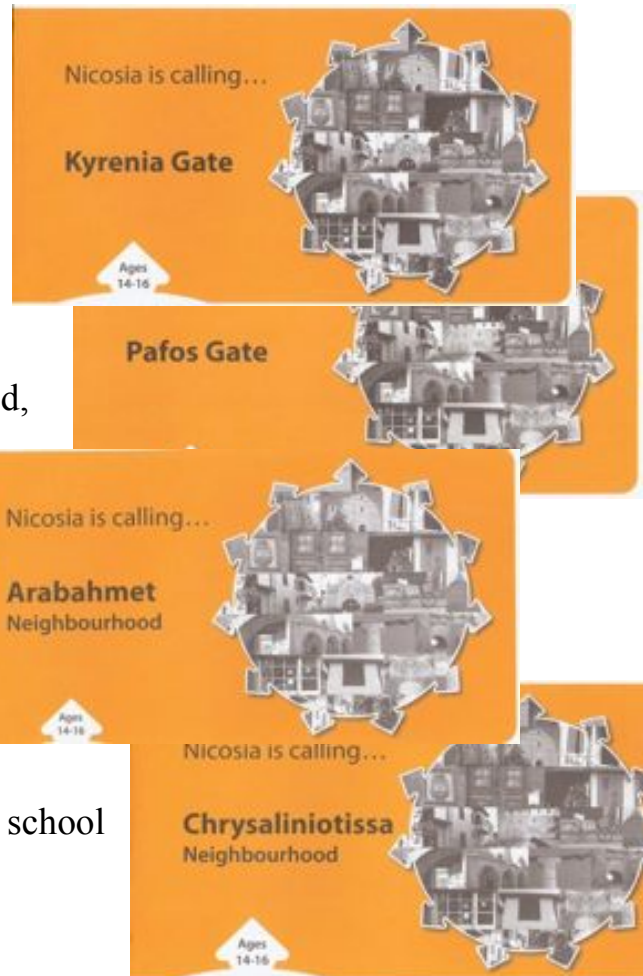 Nicosia is calling...
Kyrenia Gate
Ages
14-16
Pafos Gate
d,
Nicosia is calling...
Arabahmet
Neighbourhood
Ages
14-16
Nicosia is calling...
school
Chrysaliniotissa
Neighbourhood
Ages
14-16